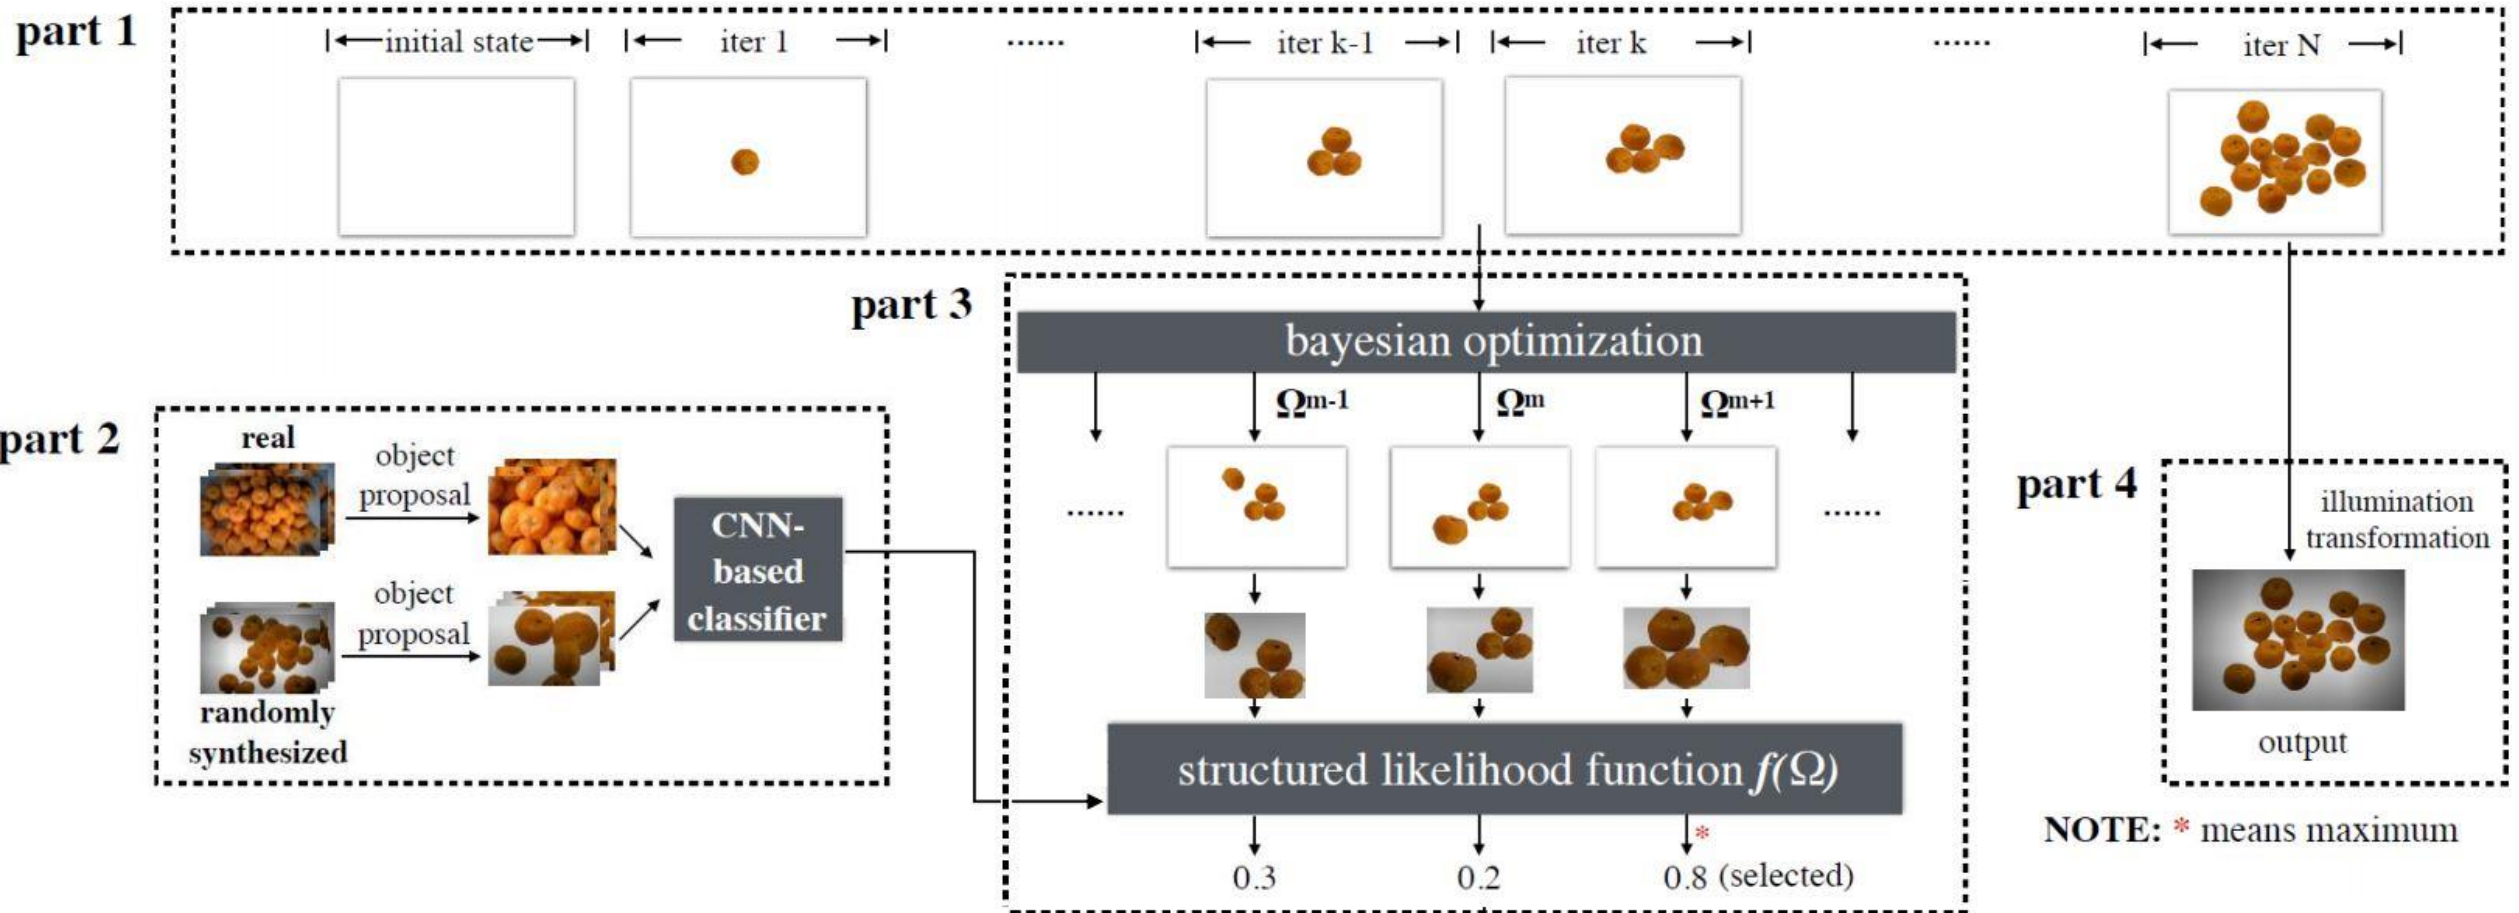 part 1
initial state
iter 1
......
iter k-1
iter k
......
iter N
part 3
bayesian optimization
Ωm-1
Ωm
Ωm+1
......
......
part 2
real
object
proposal
object
proposal
randomly
synthesized
CNN-
based
classifier
structured likelihood function f(Ω)
*
0.3
0.2
0.8 (selected)
part 4
illumination
transformation
output
NOTE: * means maximum